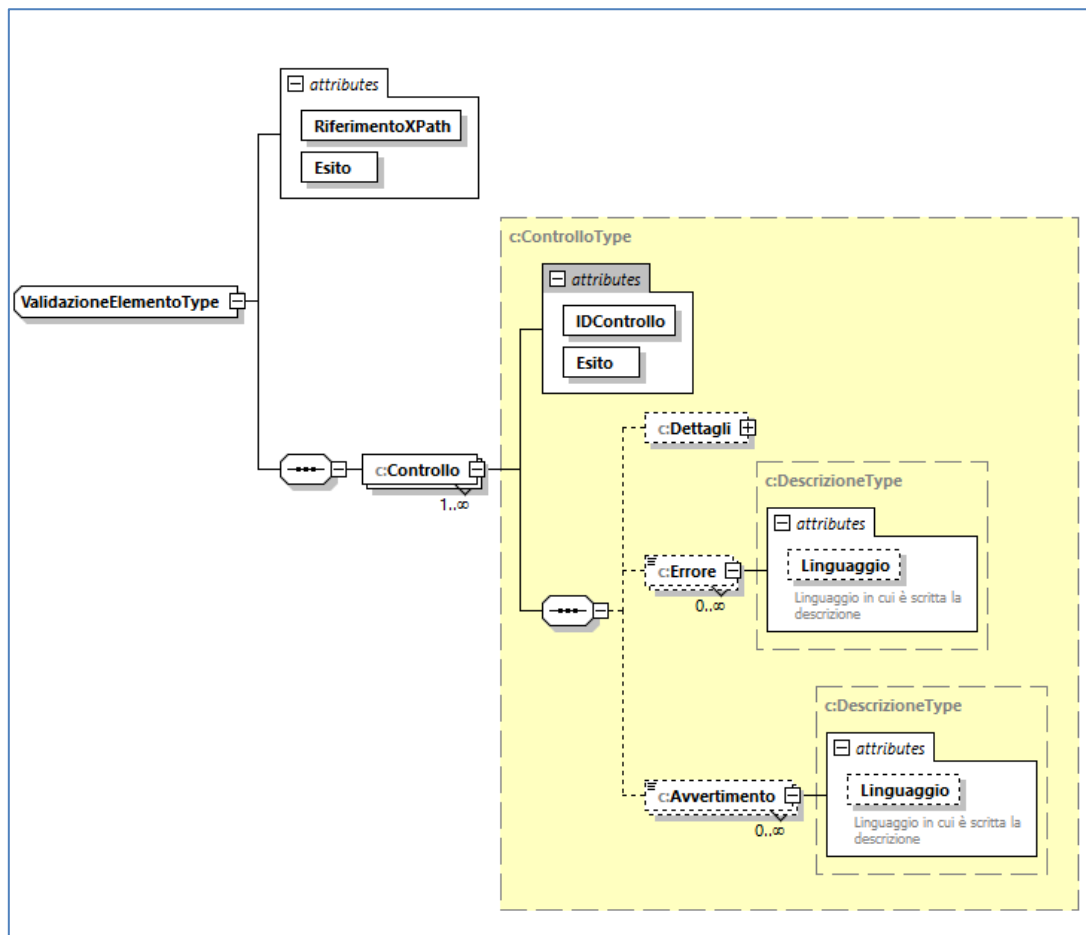 attributes
RiferimentoXPath
Esito
ValidazioneElementoType
c:ControlloType
attributes
IDControllo
Esito
c:Controllo
1..∞
c:Dettagli
c:DescrizioneType
attributes
c:Errore
0..∞
Linguaggio
Linguaggio in cui è scritta la
descrizione
c:DescrizioneType
attributes
c:Avvertimento
0..∞
Linguaggio
Linguaggio in cui è scritta la
descrizione